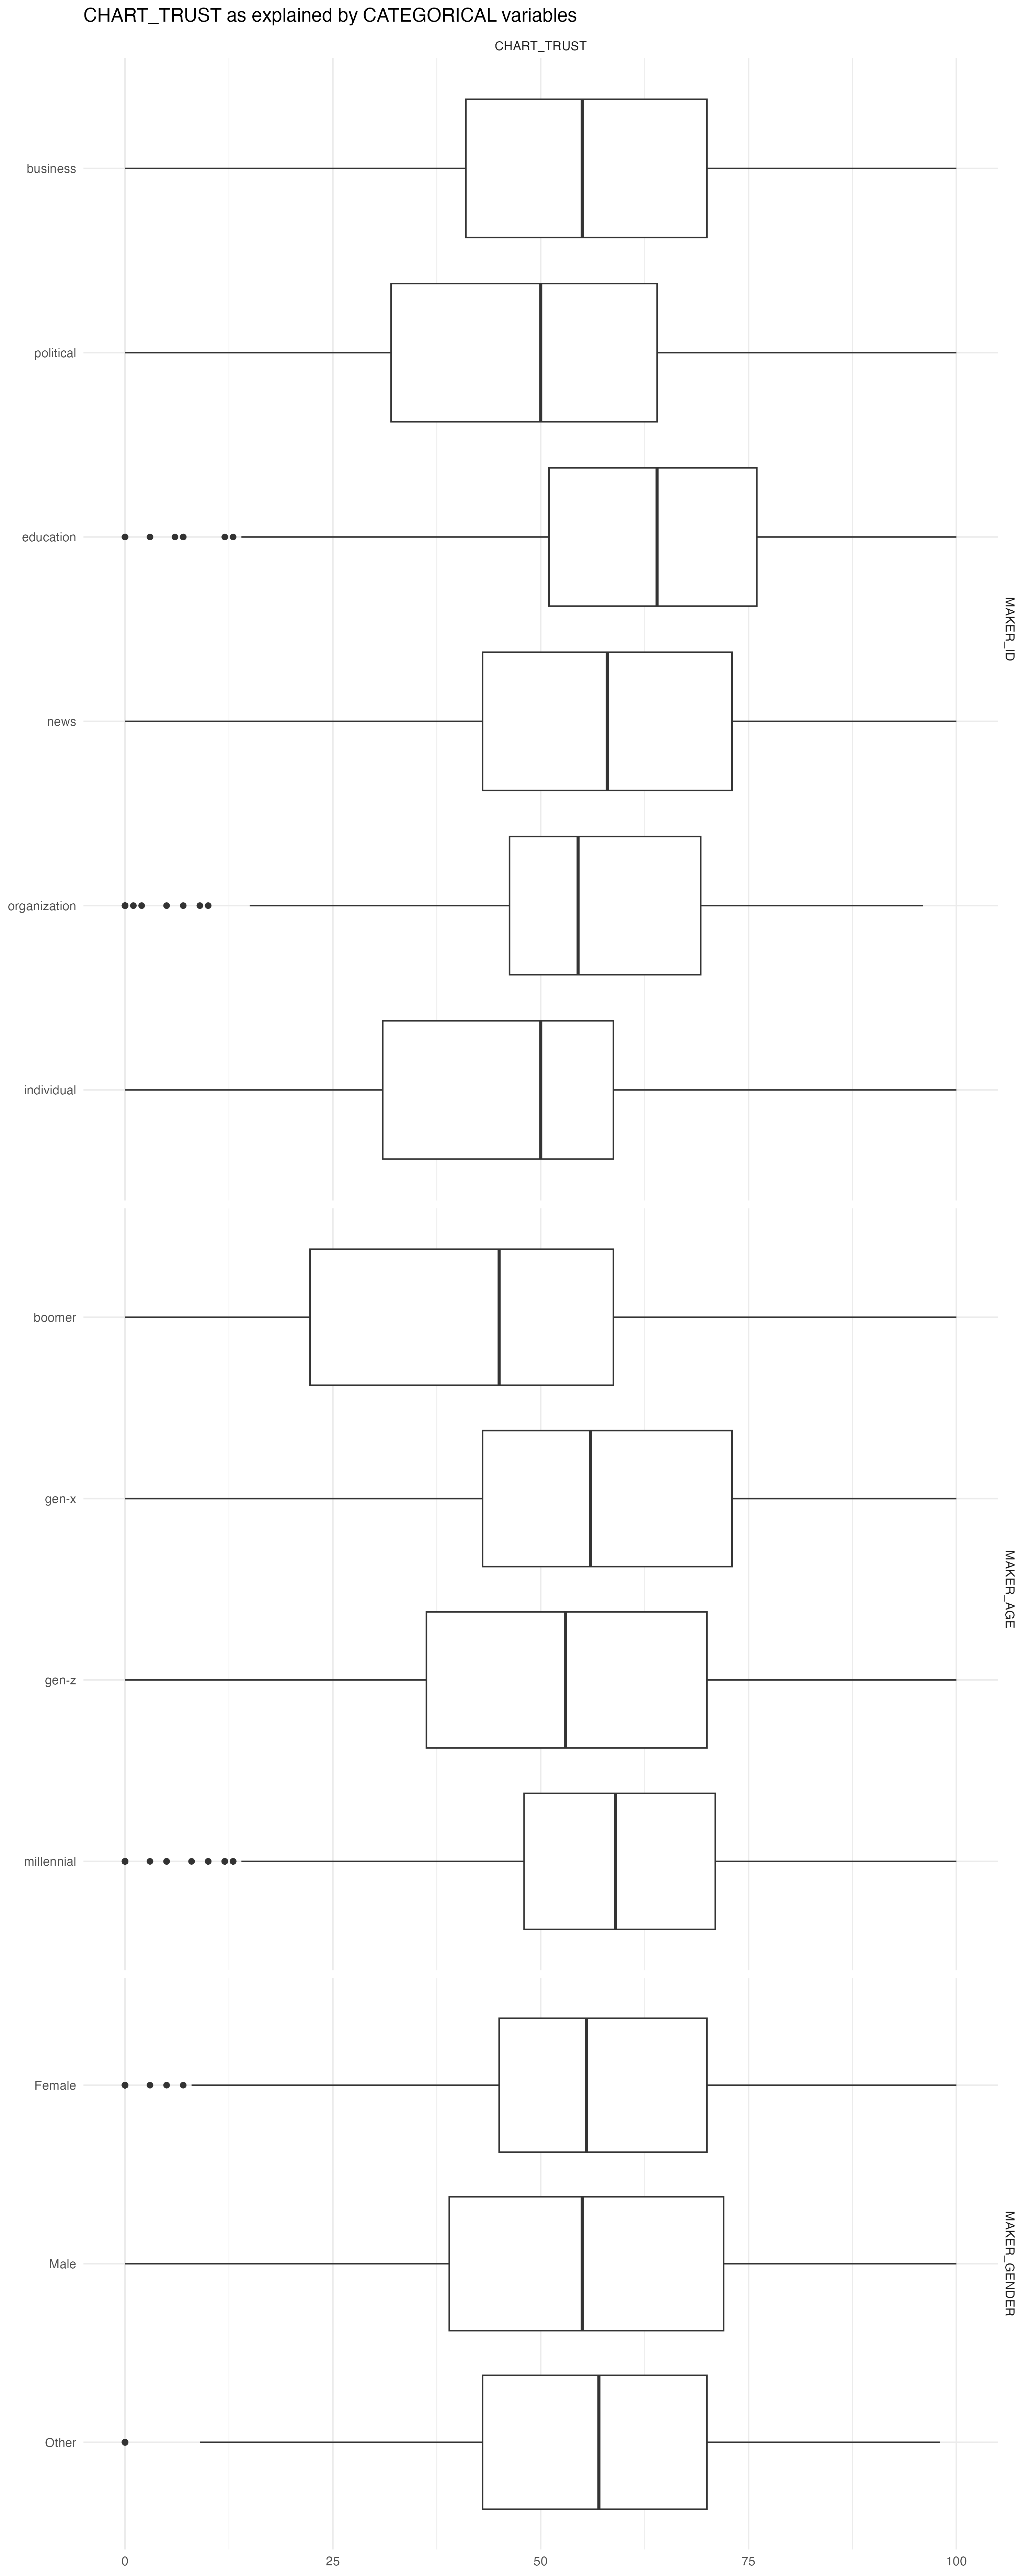 CHART_TRUST as explained by CATEGORICAL variables
CHART_TRUST
business
political
education
news
organization
individual
MAKER_ID
boomer
gen-x
gen-z
millennial
MAKER_AGE
Female
Male
Other
MAKER_GENDER
0 25 50 75 100